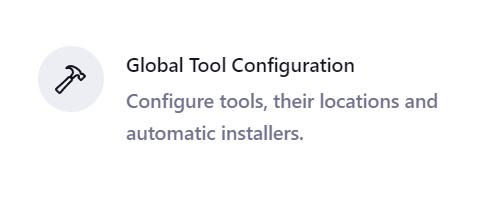 Global Tool Configuration
Configure tools, their locations and
automatic installers.